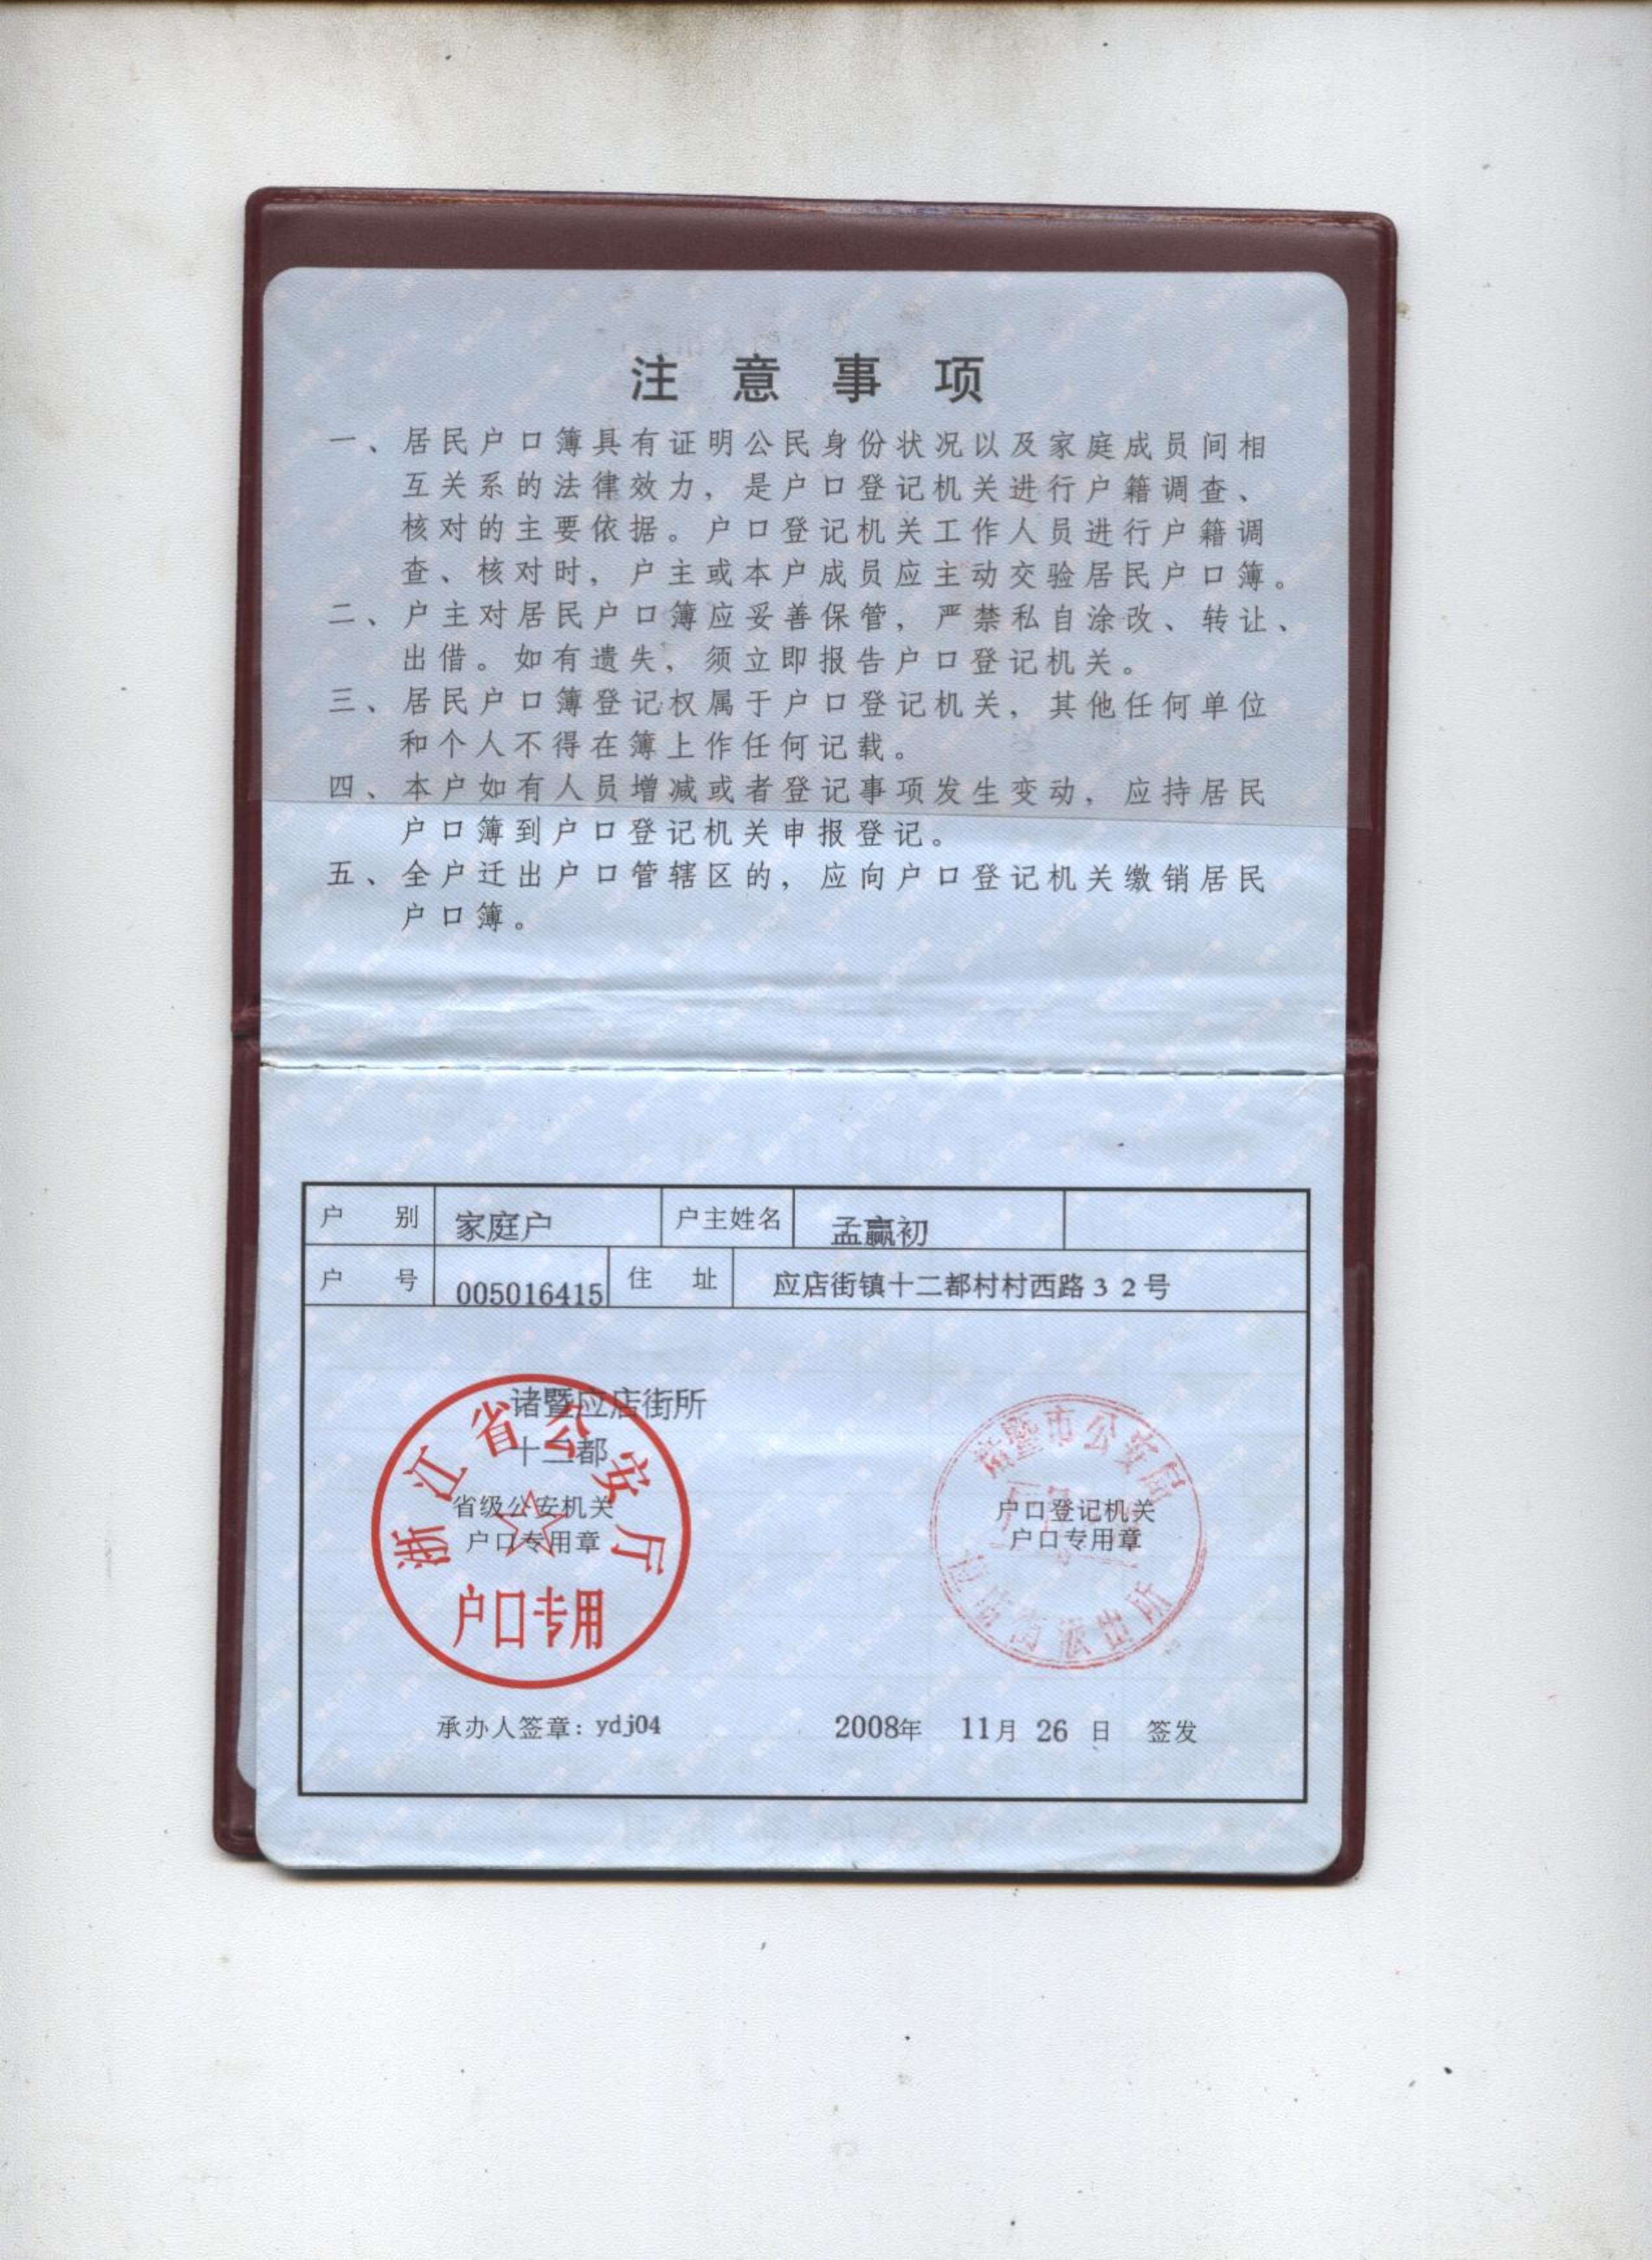 注意事项
一、居民户口簿具有证明公民身份状况以及家庭成员间相
互关系的法律效力，是户口登记机关进行户籍调查、
核对的主要依据。户口登记机关工作人员进行户籍调
查、核对时，户主或本户成员应主动交验居民户口簿。
二、户主对居民户口簿应妥善保管，严禁私自涂改、转让、
出借。如有遗失，须立即报告户口登记机关。
三、居民户口簿登记权属于户口登记机关，其他任何单位
和个人不得在簿上作任何记载。
四、本户如有人员增减或者登记事项发生变动，应持居民
户口簿到户口登记机关申报登记。
五、全户迁出户口管辖区的，应向户口登记机关缴销居民
户口簿。
户别 家庭户 户主姓名 孟赢初
户号 005016415 住址 应店街镇十二都村村西路32号
诸暨应店街所
十二都
浙江省公安厅
省级公安机关
户口专用章
户口专用
诸暨市公安局
户口登记机关
户口专用章
应店街派出所
承办人签章：ydj04 2008年 11月 26 日 签发